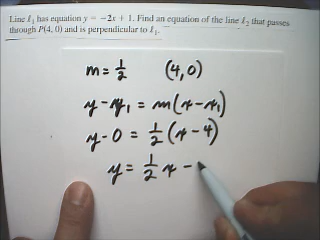 Line ℓ₁ has equation y = −2x + 1. Find an equation of the line ℓ₂ that passes
through P(4, 0) and is perpendicular to ℓ₁.
m = 1/2 (4,0)
y - y₁ = m(x - x₁)
y - 0 = 1/2 (x - 4)
y = 1/2 x -